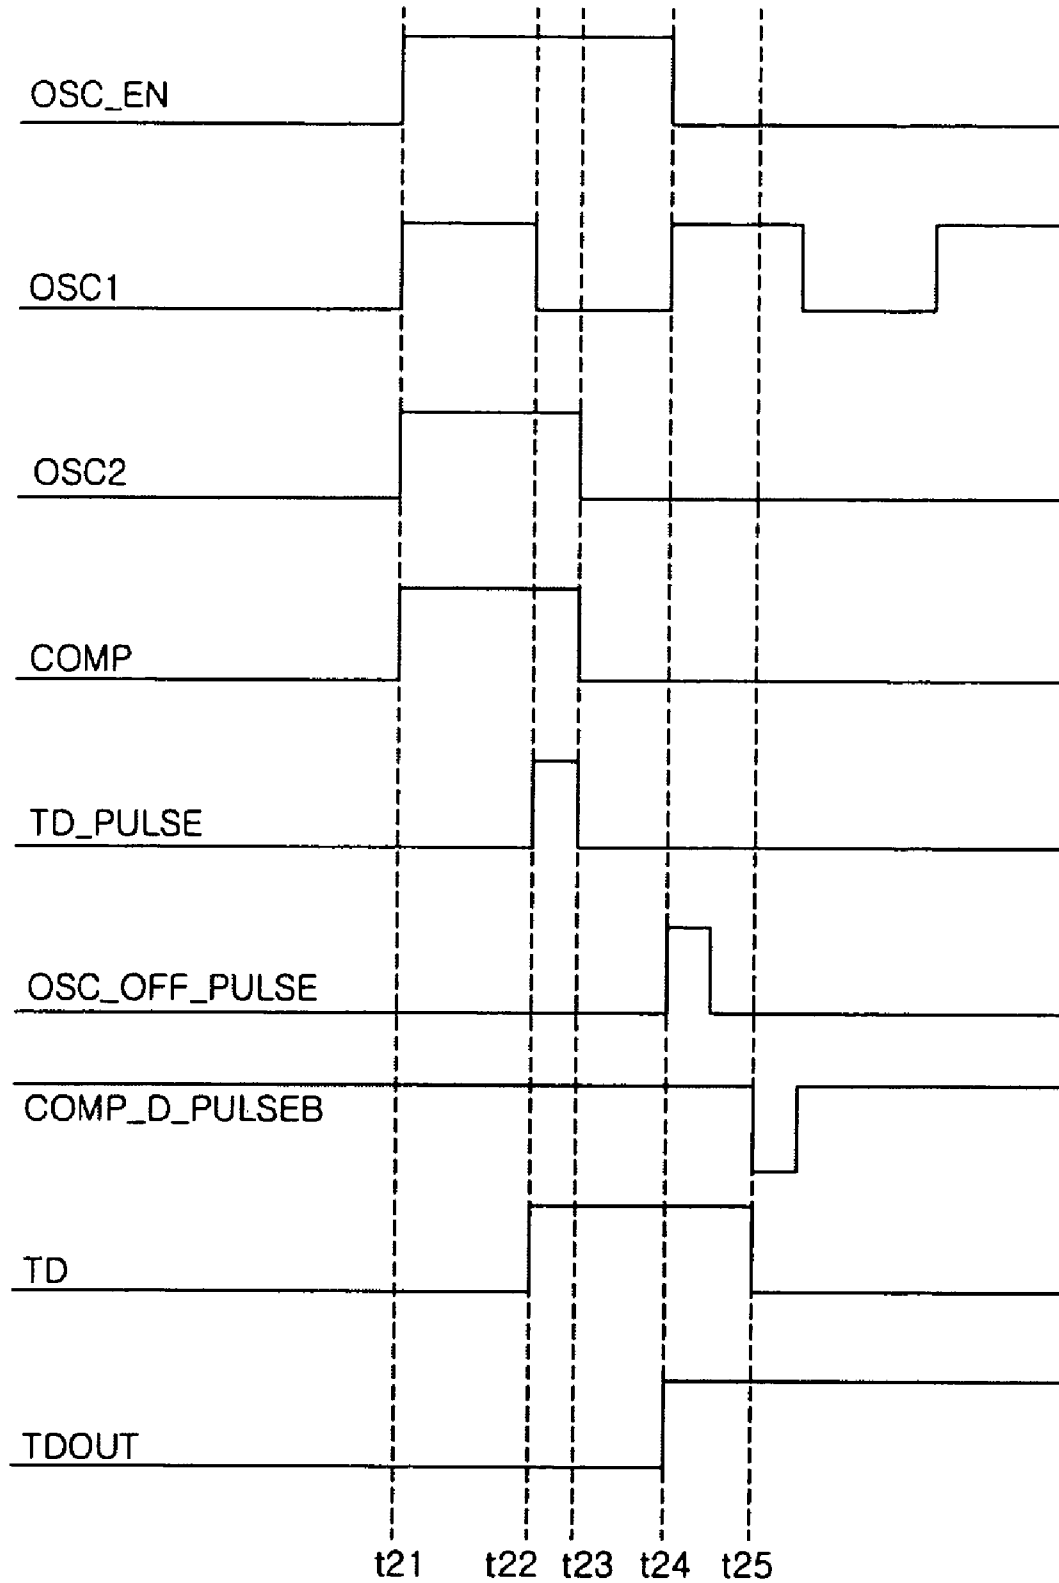 OSC_EN
OSC1
OSC2
COMP
TD_PULSE
OSC_OFF_PULSE
COMP_D_PULSEB
TD
TDOUT
t21 t22 t23 t24 t25